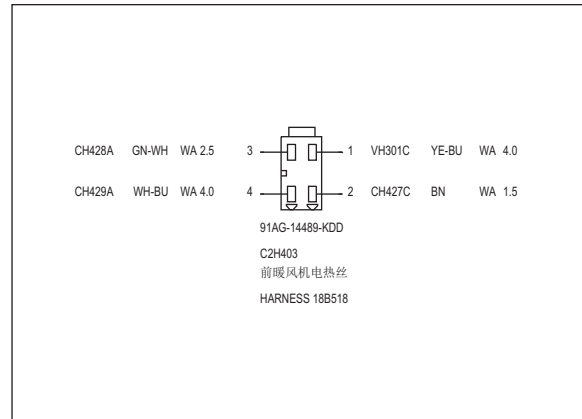 CH428A GN-WH WA 2.5 3 1 VH301C YE-BU WA 4.0
CH429A WH-BU WA 4.0 4 2 CH427C BN WA 1.5
91AG-14489-KDD
C2H403
前暖风机电热丝
HARNESS 18B518